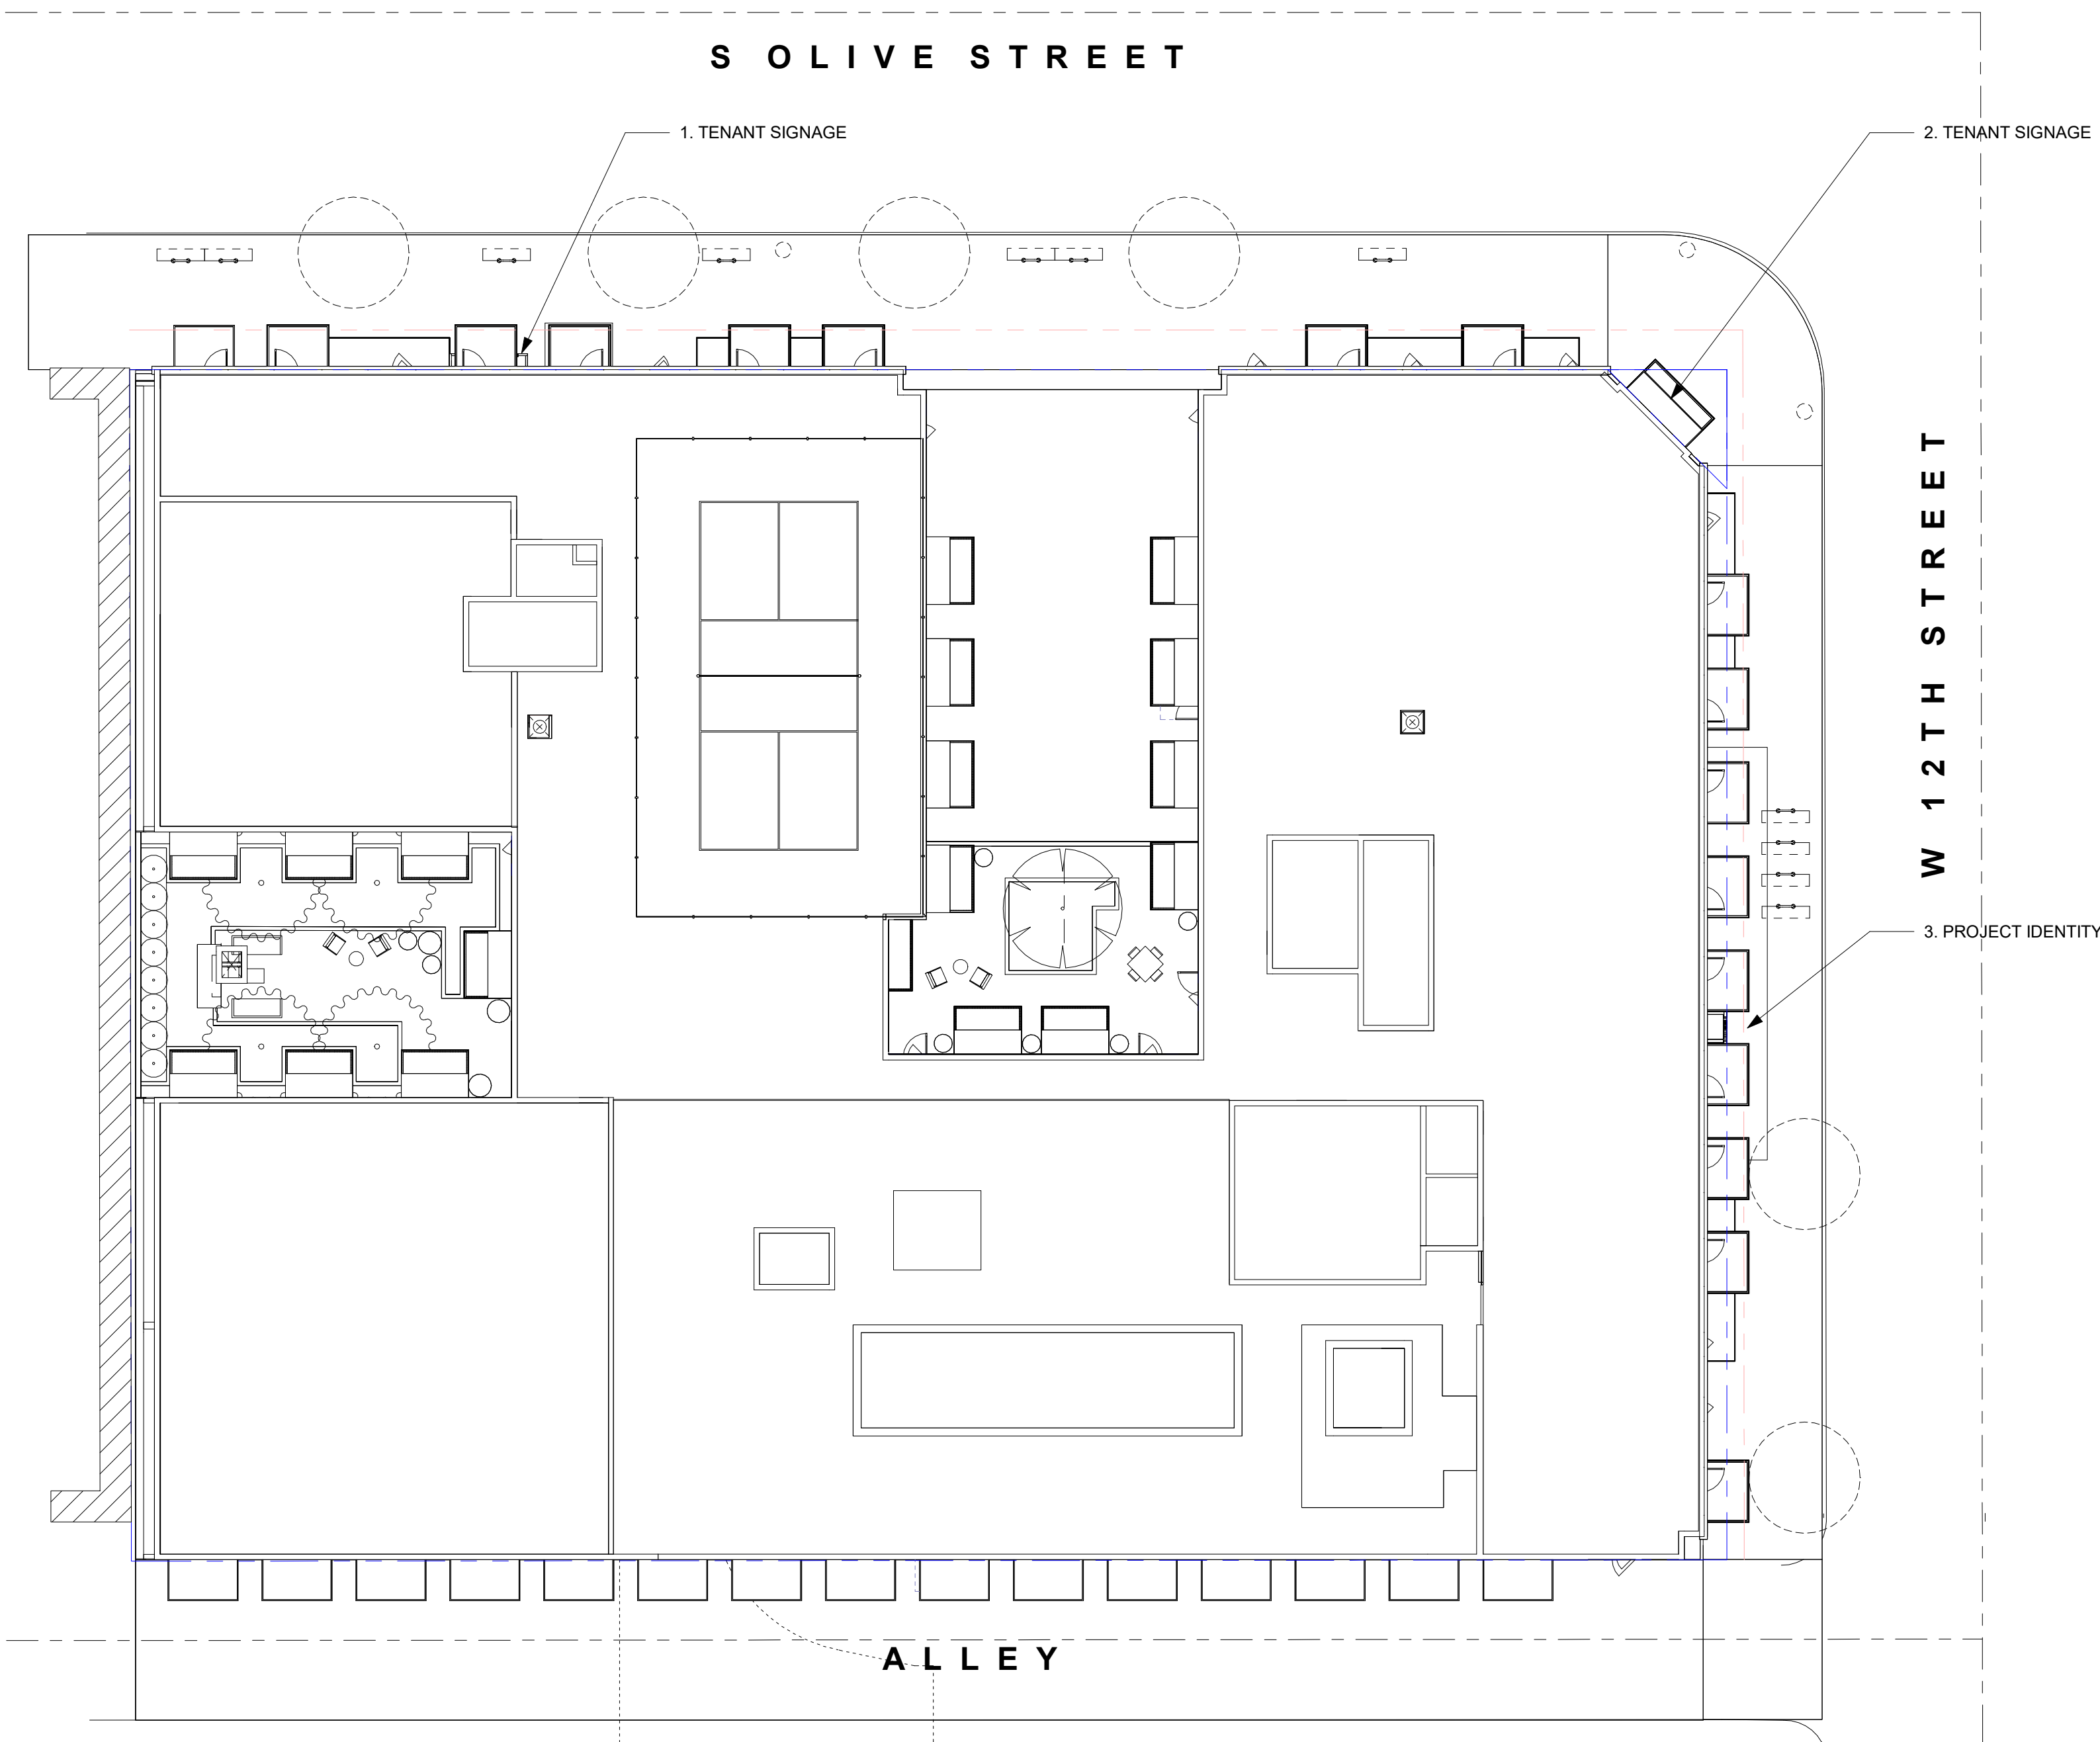 S OLIVE STREET
1. TENANT SIGNAGE
2. TENANT SIGNAGE
W 12TH STREET
3. PROJECT IDENTITY
ALLEY